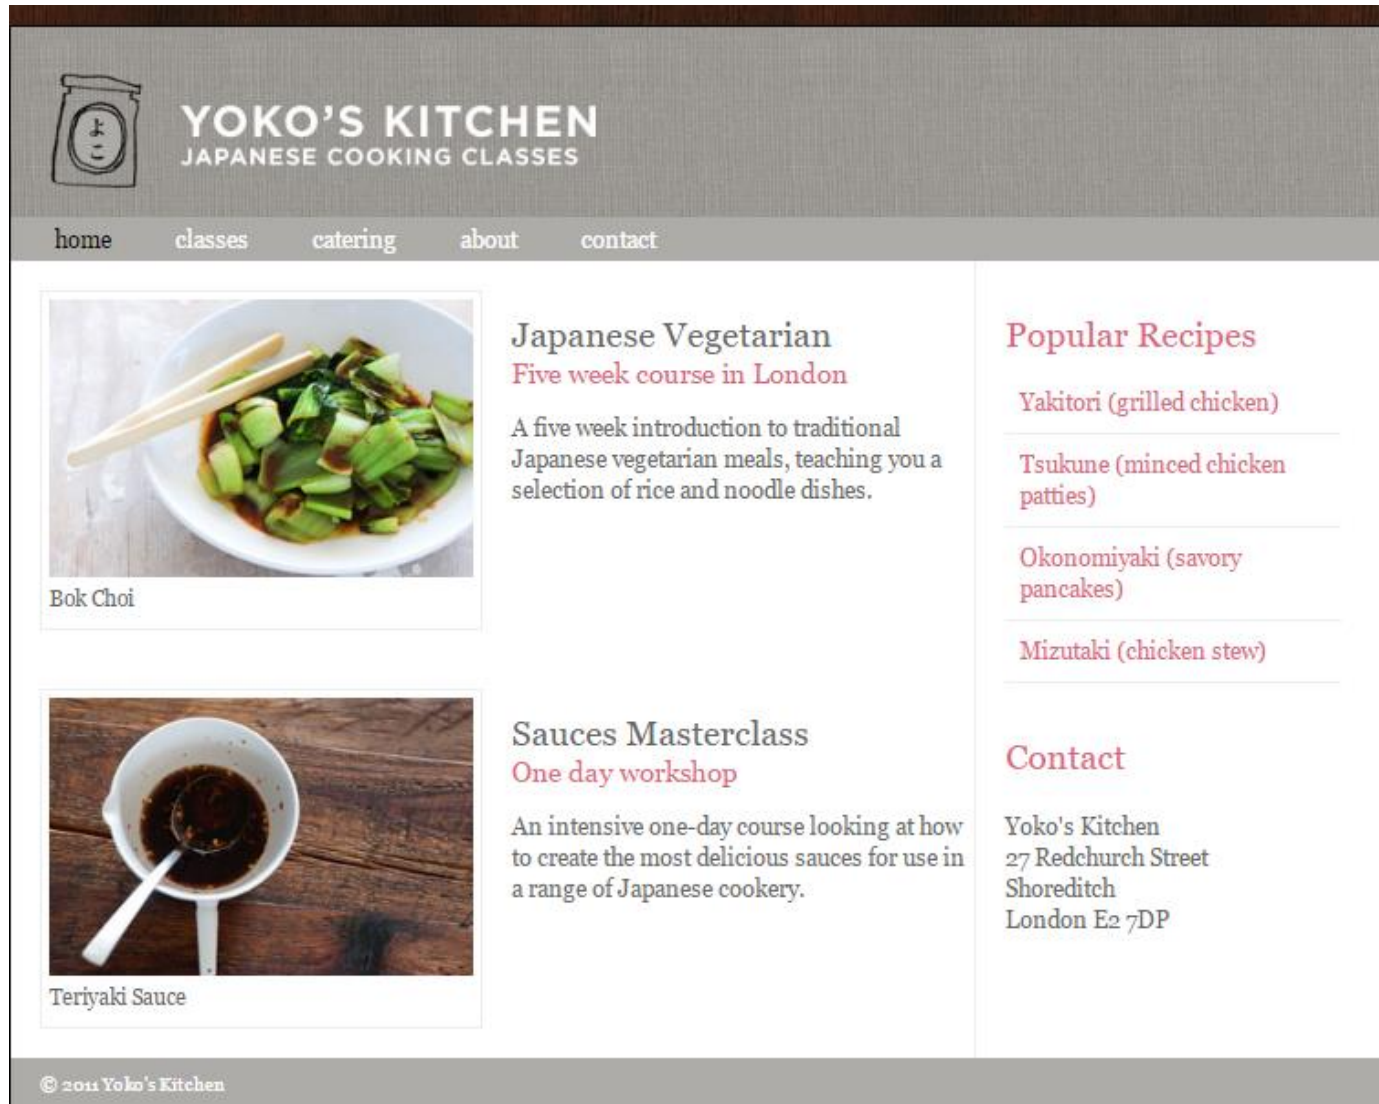 よ
こ
YOKO'S KITCHEN
JAPANESE COOKING CLASSES
home classes catering about contact
Bok Choi
Japanese Vegetarian
Five week course in London
A five week introduction to traditional
Japanese vegetarian meals, teaching you a
selection of rice and noodle dishes.
Teriyaki Sauce
Sauces Masterclass
One day workshop
An intensive one-day course looking at how
to create the most delicious sauces for use in
a range of Japanese cookery.
Popular Recipes
Yakitori (grilled chicken)
Tsukune (minced chicken
patties)
Okonomiyaki (savory
pancakes)
Mizutaki (chicken stew)
Contact
Yoko's Kitchen
27 Redchurch Street
Shoreditch
London E2 7DP
© 2011 Yoko's Kitchen